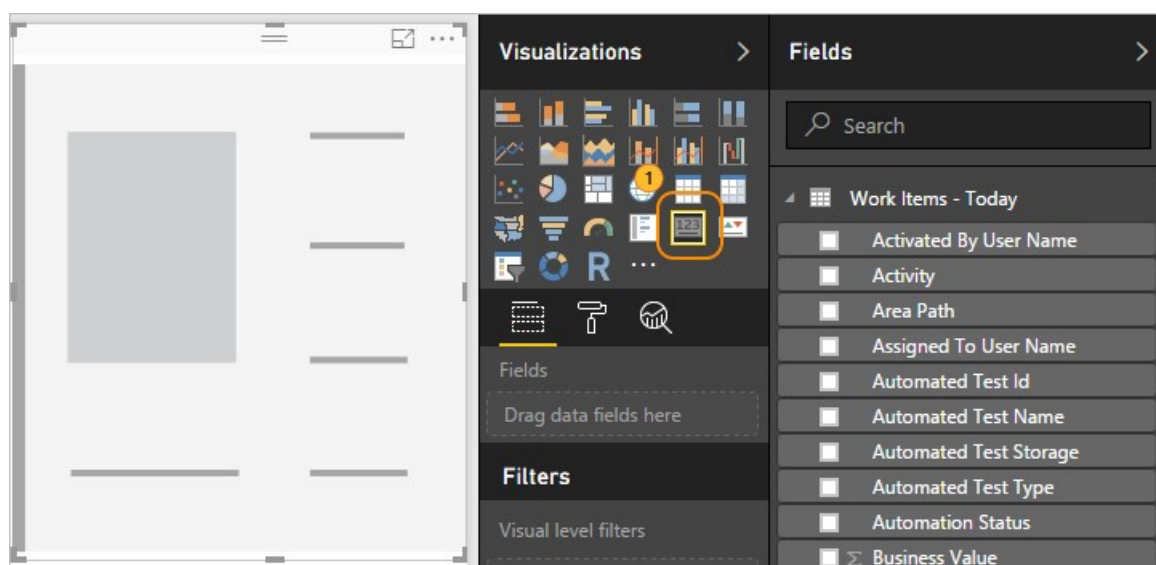 Visualizations
1
123
R
Fields
Drag data fields here
Filters
Visual level filters
Fields
Search
Work Items - Today
Activated By User Name
Activity
Area Path
Assigned To User Name
Automated Test Id
Automated Test Name
Automated Test Storage
Automated Test Type
Automation Status
Σ Business Value